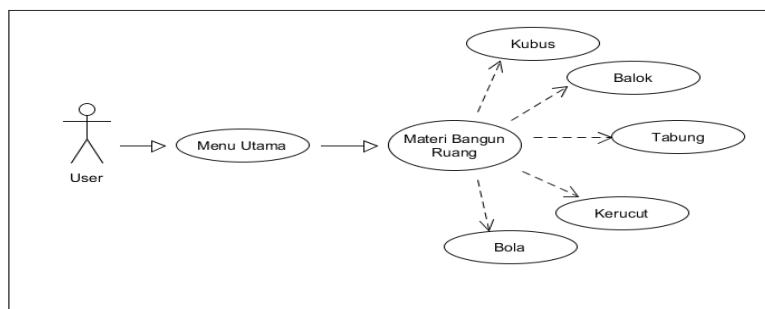 Kubus
Balok
Materi Bangun
Ruang
Tabung
Menu Utama
User
Kerucut
Bola